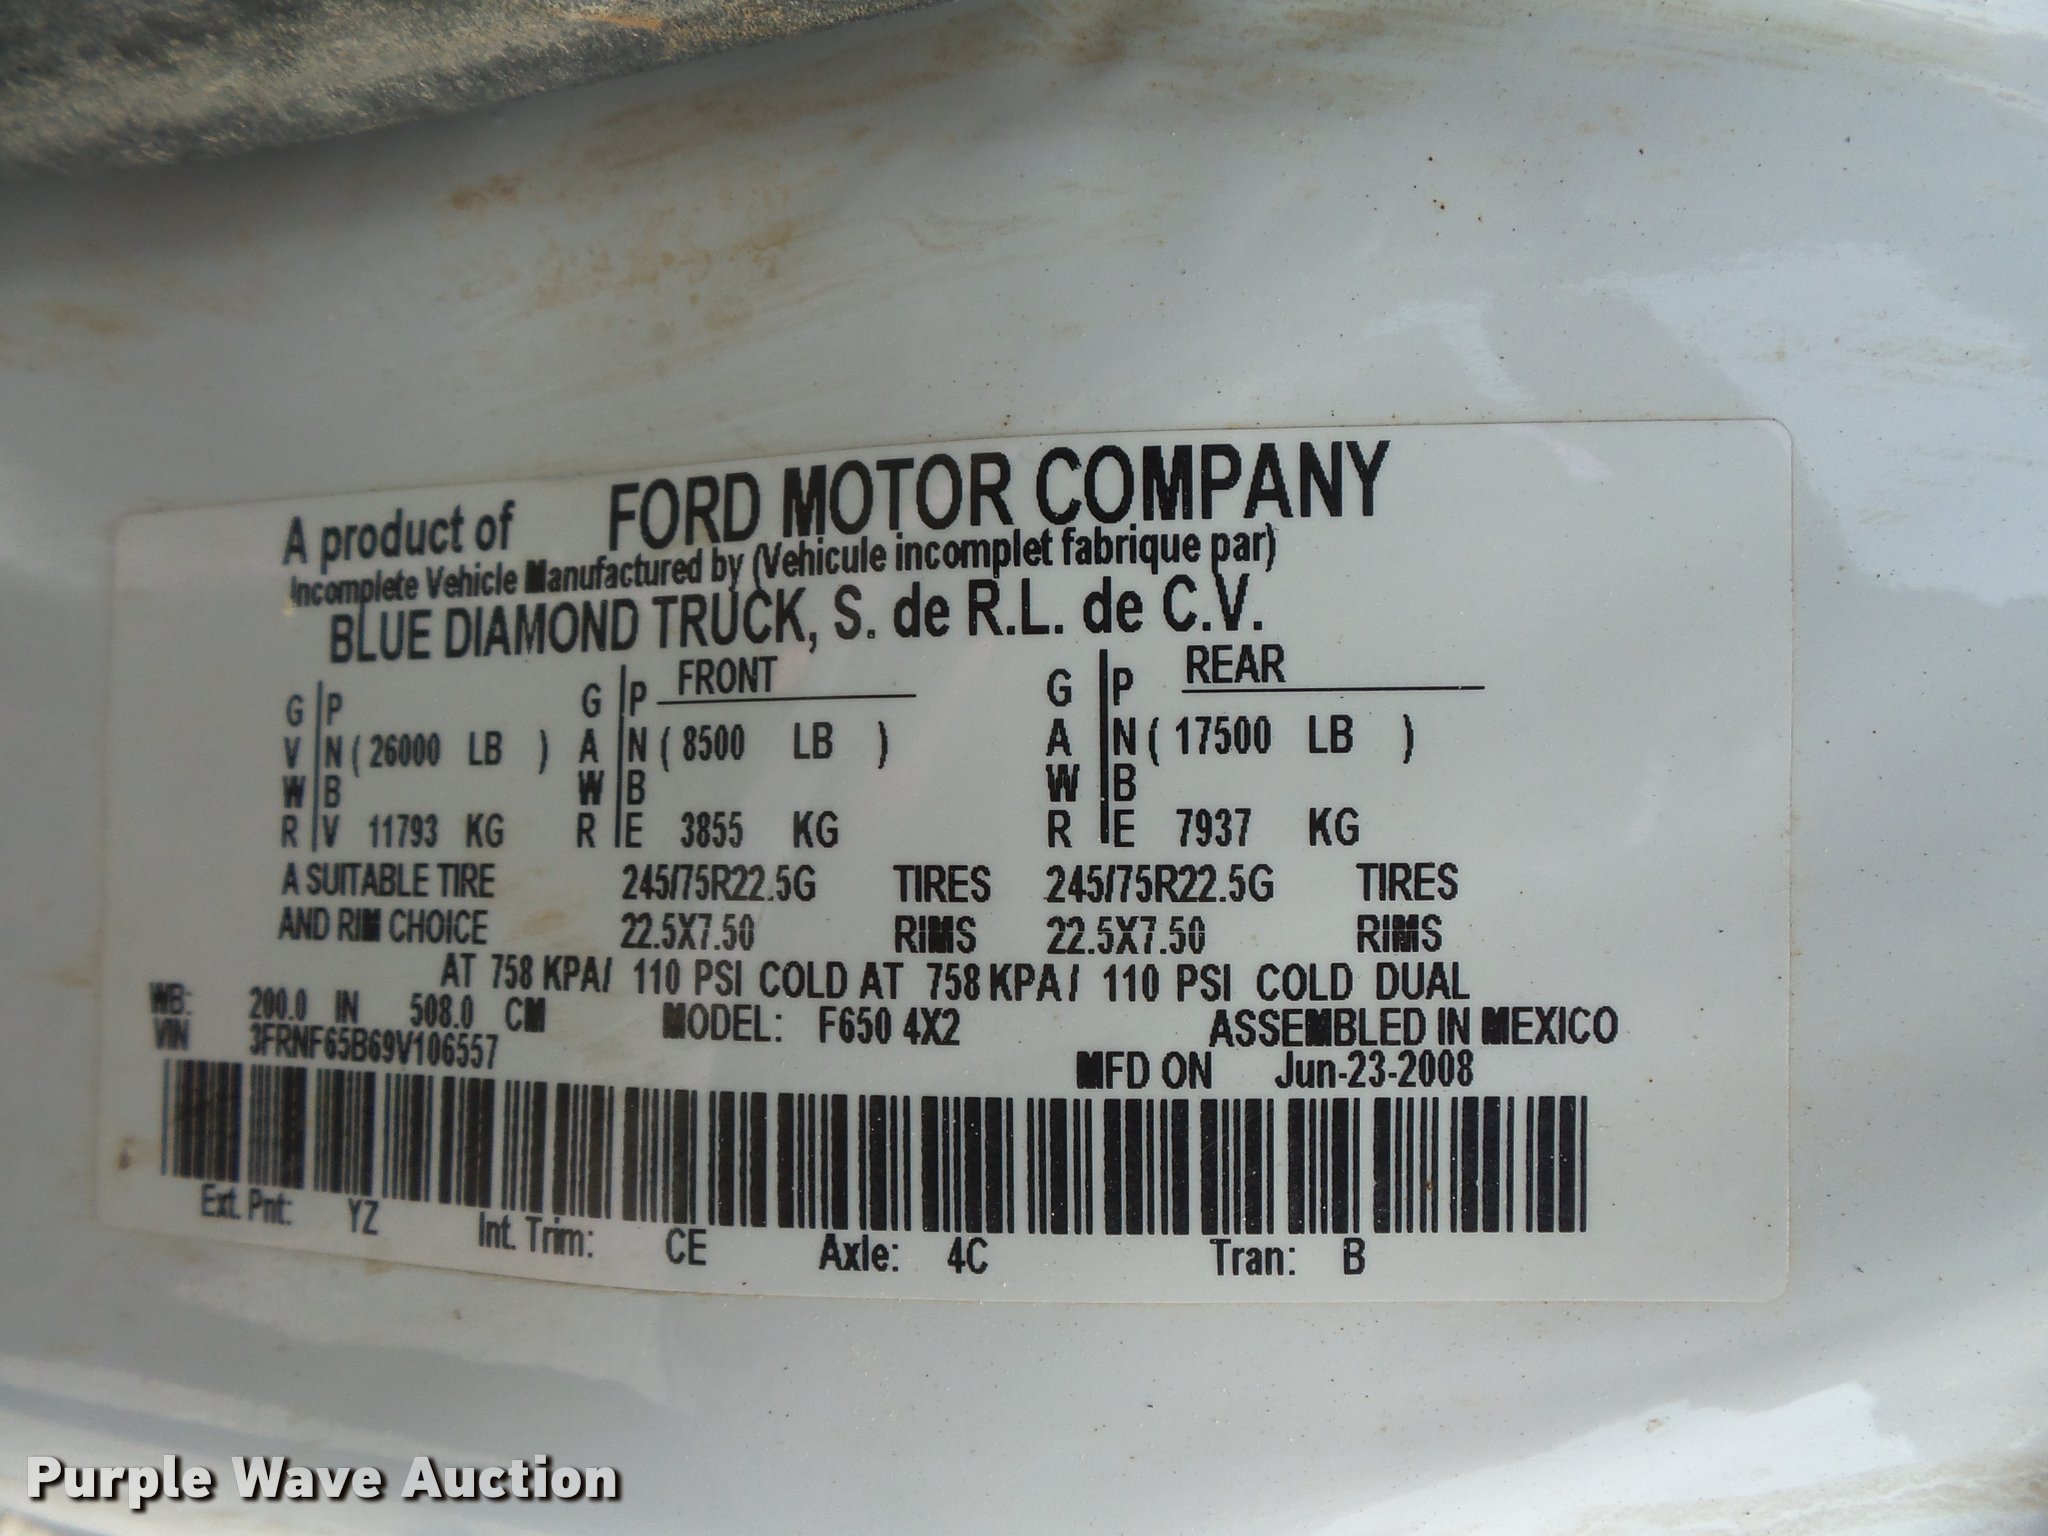 A product of FORD MOTOR COMPANY
Incomplete Vehicle Manufactured by (Vehicule incomplet fabrique par)
BLUE DIAMOND TRUCK, S. de R.L. de C.V.
FRONT REAR
G P G P G P
V N ( 26000 LB ) A N ( 8500 LB ) A N ( 17500 LB )
W B W B W B
R V 11793 KG R E 3855 KG R E 7937 KG
A SUITABLE TIRE 245/75R22.5G TIRES 245/75R22.5G TIRES
AND RIM CHOICE 22.5X7.50 RIMS 22.5X7.50 RIMS
AT 758 KPA/ 110 PSI COLD AT 758 KPA/ 110 PSI COLD DUAL
WB: 200.0 IN 508.0 CM MODEL: F650 4X2 ASSEMBLED IN MEXICO
VIN 3FRNF65B69V106557 MFD ON Jun-23-2008
Ext. Pnt: YZ Int. Trim: CE Axle: 4C Tran: B
Purple Wave Auction